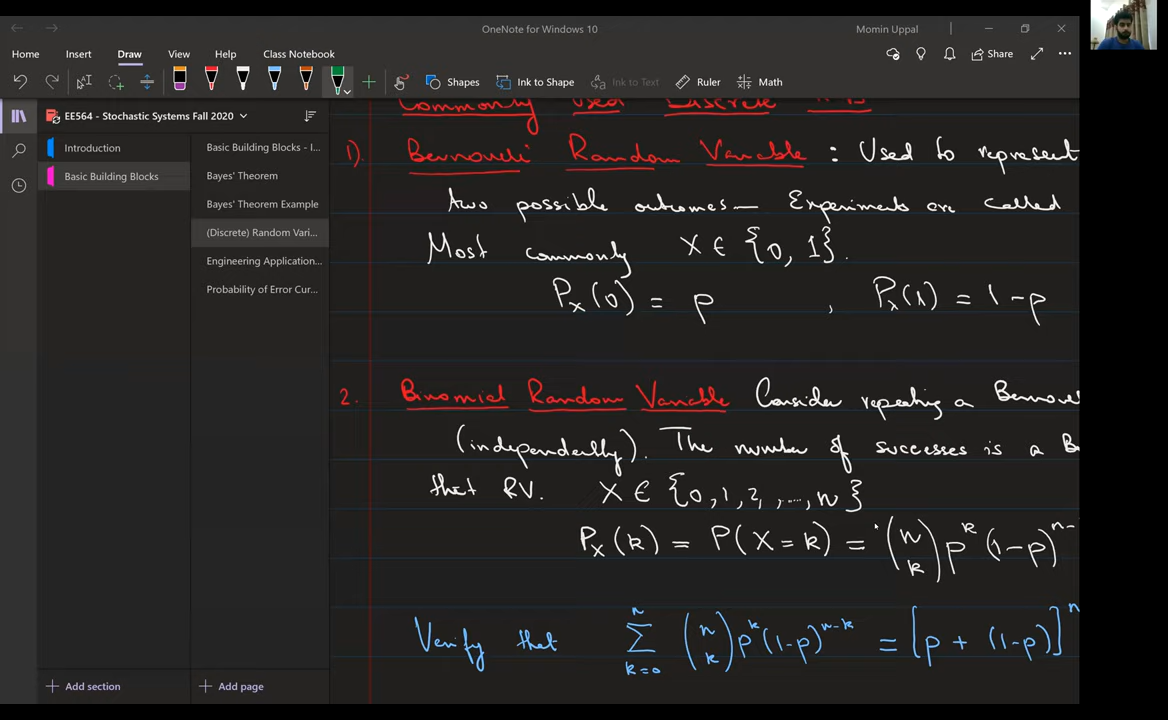 OneNote for Windows 10
Momin Uppal
Home Insert Draw View Help Class Notebook
Share
Shapes Ink to Shape Ink to Text Ruler Math
EE564 - Stochastic Systems Fall 2020
Introduction
Basic Building Blocks
Basic Building Blocks - I...
Bayes' Theorem
Bayes' Theorem Example
(Discrete) Random Vari...
Engineering Application...
Probability of Error Cur...
Add section
Add page
Commonly used Discrete
1). Bernoulli Random Variable : Used to represent
two possible outcomes — Experiments are called
Most commonly X ∈ {0, 1}.
Pₓ(0) = p , Pₓ(1) = 1-p
2. Binomial Random Variable Consider repeating a
(independently). The number of successes is a
that RV. X ∈ {0, 1, 2, ,...., n}
Pₓ(k) = P(X = k) = (n k) p^k (1-p)^n-
Verify that Σ k=0 n (n k) p^k (1-p)^n-k = [p + (1-p)]^n